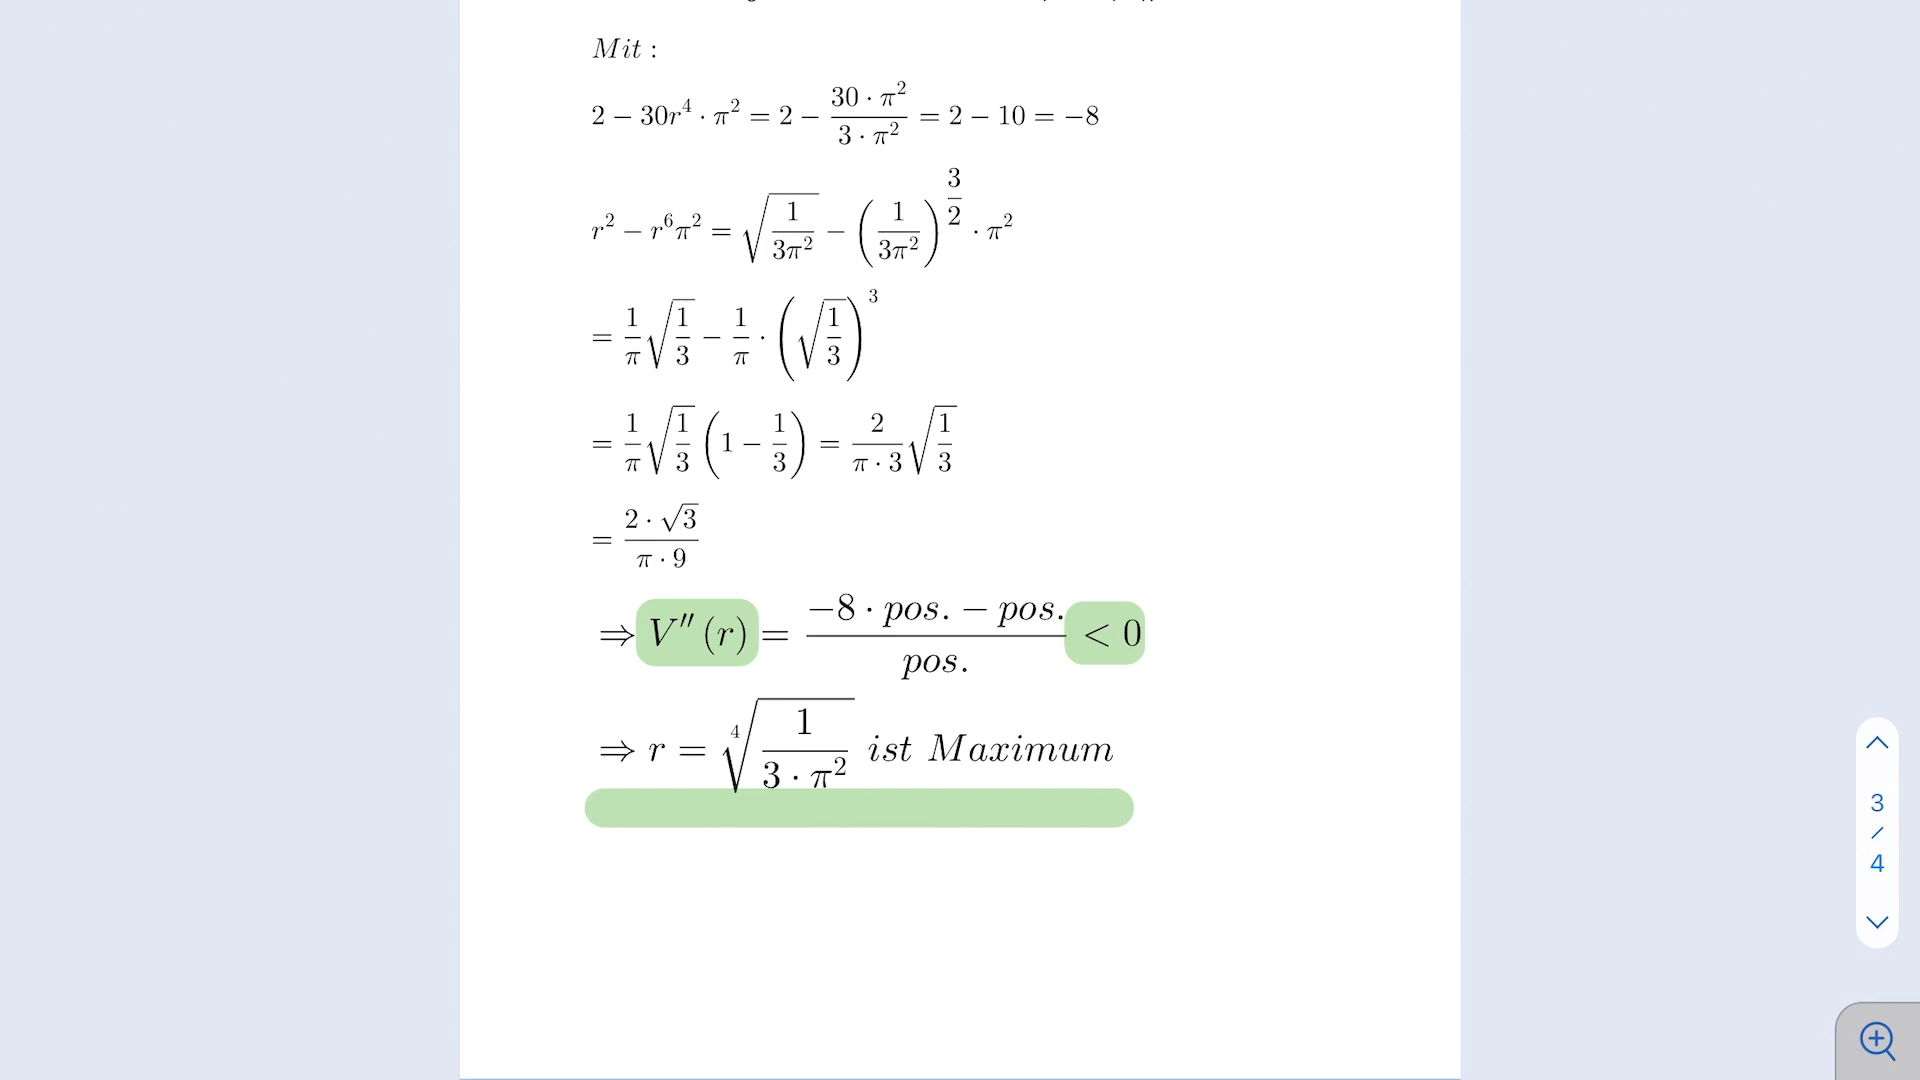 Mit :
2 − 30r⁴ · π² = 2 − (30 · π²)/(3 · π²) = 2 − 10 = −8
r² − r⁶π² = √(1/(3π²)) − (1/(3π²))^(3/2) · π²
= 1/π √(1/3) − 1/π · (√(1/3))³
= 1/π √(1/3) (1 − 1/3) = 2/(π · 3) √(1/3)
= (2 · √3)/(π · 9)
⇒ V″ (r) = (−8 · pos. − pos.)/pos. < 0
⇒ r = ⁴√(1/(3 · π²)) ist Maximum
3
/
4